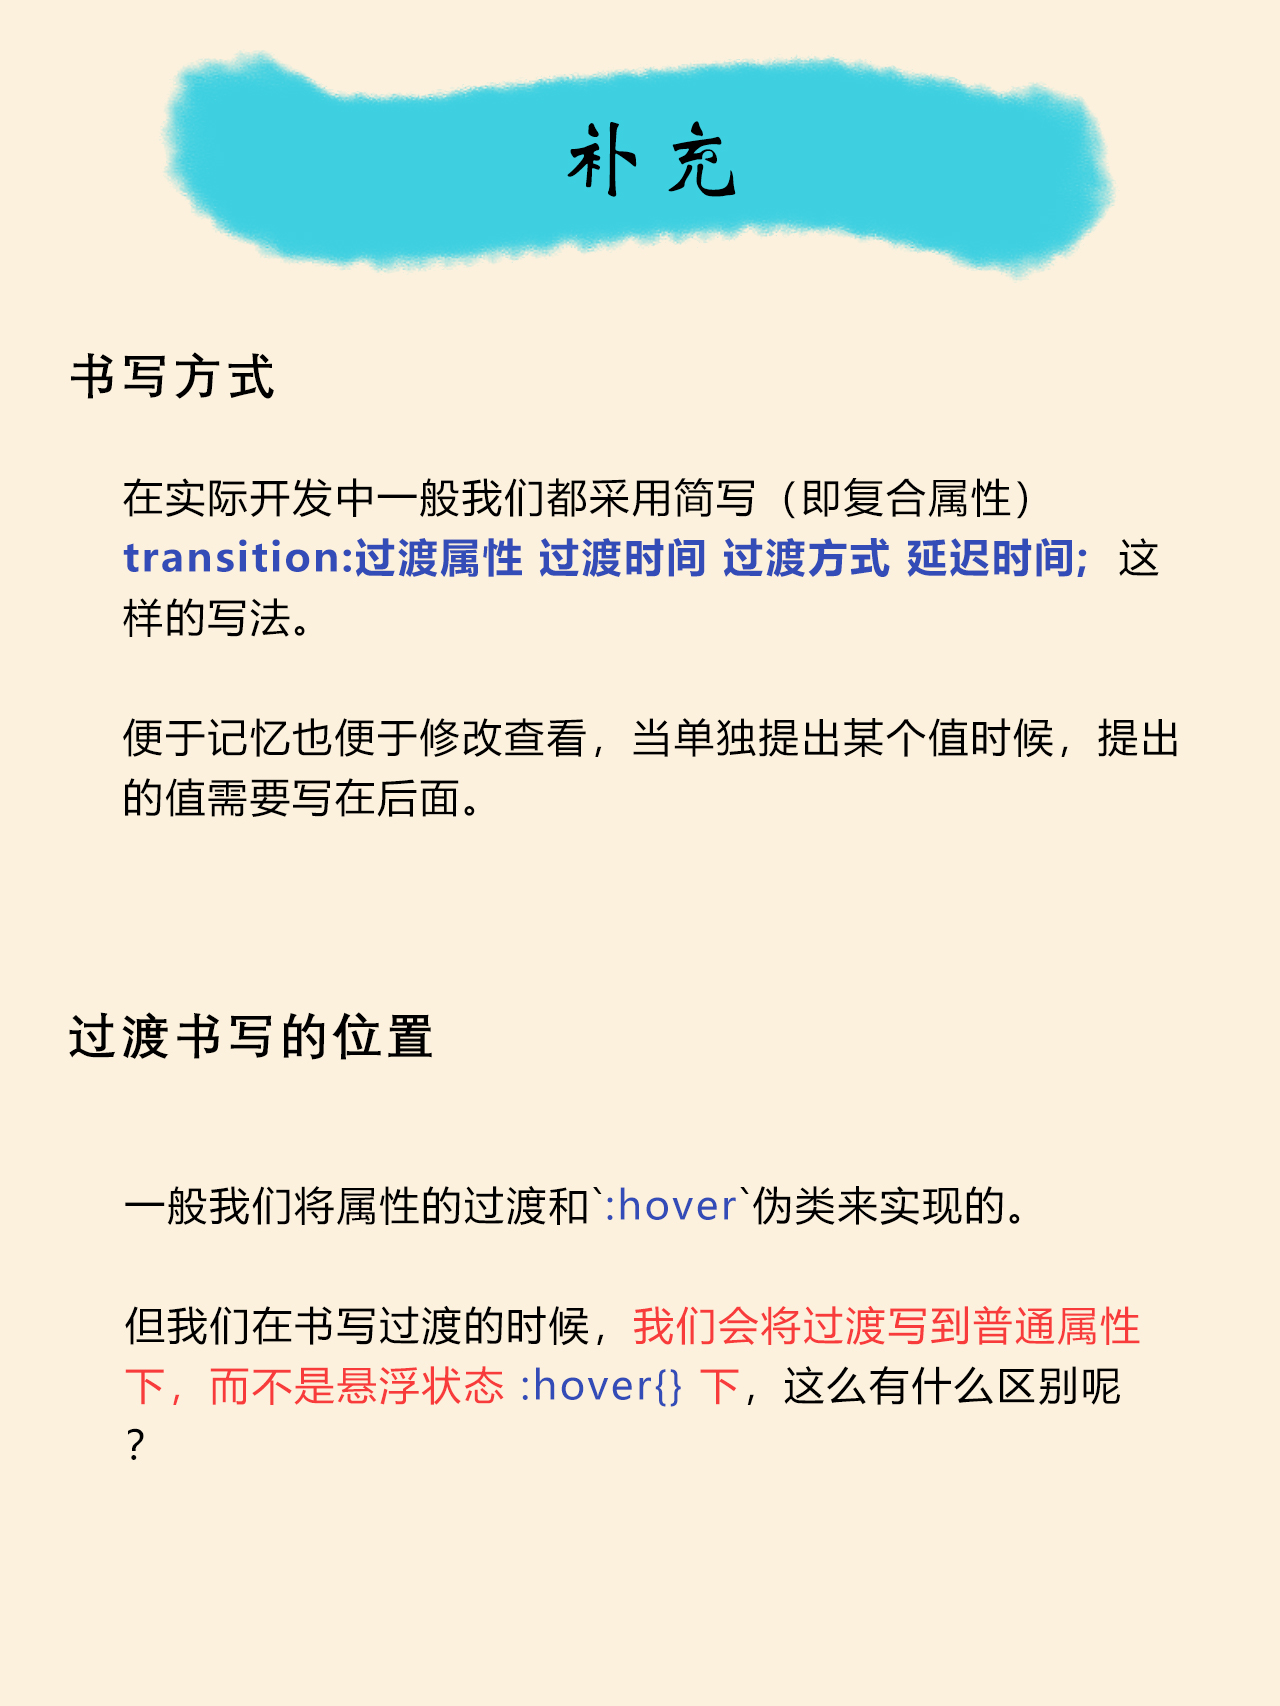 补充
书写方式
在实际开发中一般我们都采用简写（即复合属性）
transition:过渡属性 过渡时间 过渡方式 延迟时间; 这
样的写法。
便于记忆也便于修改查看，当单独提出某个值时候，提出
的值需要写在后面。
过渡书写的位置
一般我们将属性的过渡和`:hover`伪类来实现的。
但我们在书写过渡的时候，我们会将过渡写到普通属性
下，而不是悬浮状态 :hover{} 下，这么有什么区别呢
？